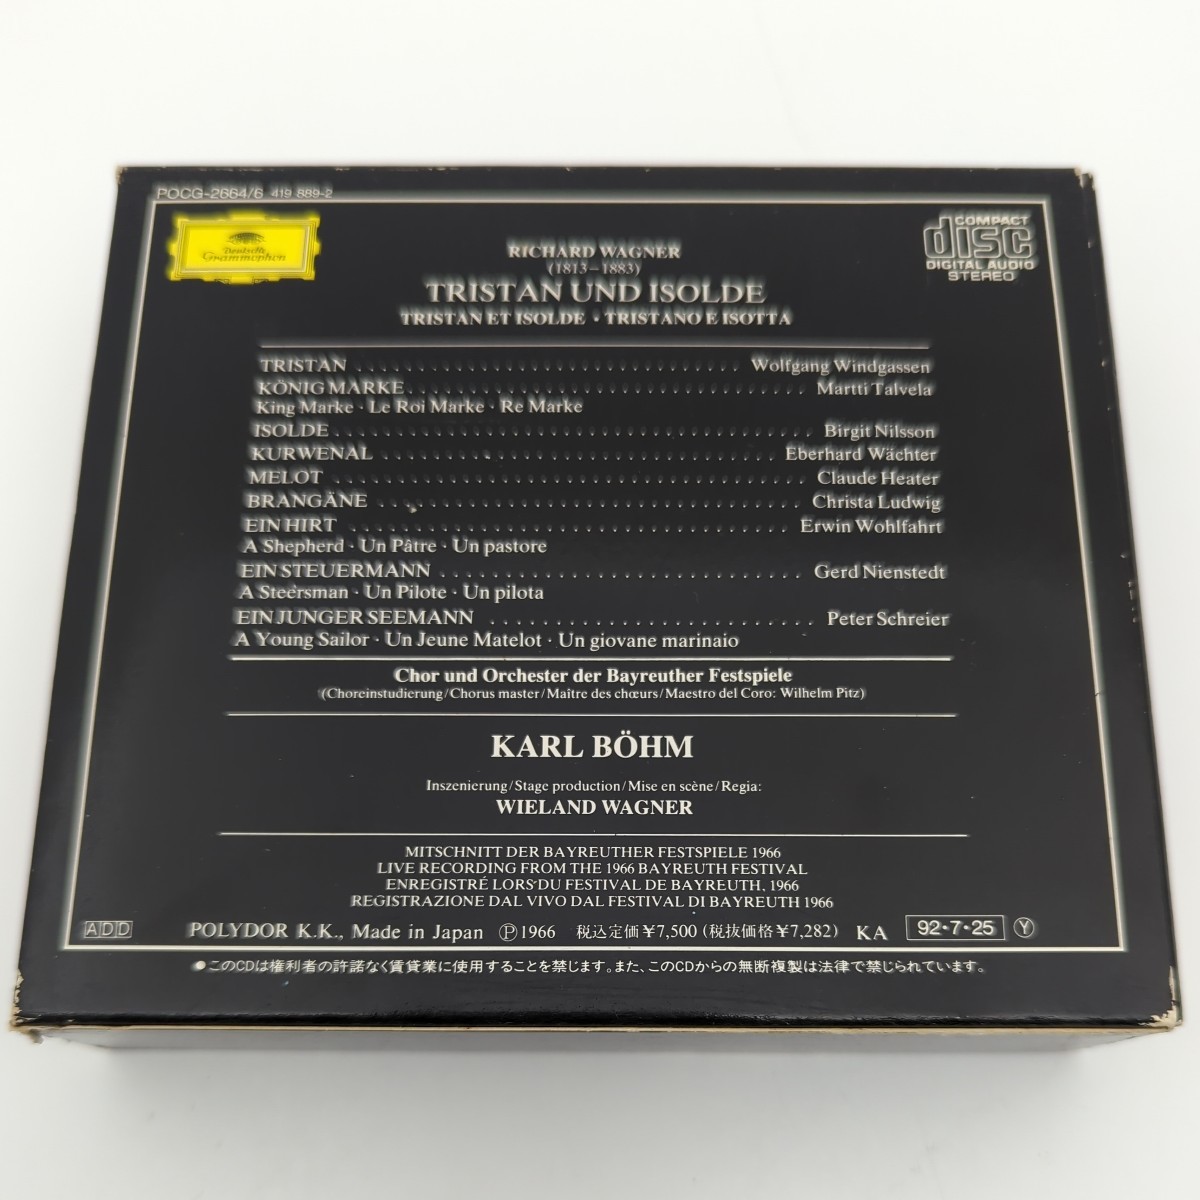 POCG-2664/6 419 889-2
Deutsche
Grammophon
COMPACT
disc
DIGITAL AUDIO
STEREO
RICHARD WAGNER
(1813–1883)
TRISTAN UND ISOLDE
TRISTAN ET ISOLDE · TRISTANO E ISOTTA
TRISTAN Wolfgang Windgassen
KÖNIG MARKE Martti Talvela
King Marke · Le Roi Marke · Re Marke
ISOLDE Birgit Nilsson
KURWENAL Eberhard Wächter
MELOT Claude Heater
BRANGÄNE Christa Ludwig
EIN HIRT Erwin Wohlfahrt
A Shepherd · Un Pâtre · Un pastore
EIN STEUERMANN Gerd Nienstedt
A Steersman · Un Pilote · Un pilota
EIN JUNGER SEEMANN Peter Schreier
A Young Sailor · Un Jeune Matelot · Un giovane marinaio
Chor und Orchester der Bayreuther Festspiele
(Choreinstudierung/Chorus master/Maître des chœurs/Maestro del Coro: Wilhelm Pitz)
KARL BÖHM
Inszenierung/Stage production/Mise en scène/Regia:
WIELAND WAGNER
MITSCHNITT DER BAYREUTHER FESTSPIELE 1966
LIVE RECORDING FROM THE 1966 BAYREUTH FESTIVAL
ENREGISTRÉ LORS DU FESTIVAL DE BAYREUTH, 1966
REGISTRAZIONE DAL VIVO DAL FESTIVAL DI BAYREUTH 1966
ADD POLYDOR K.K., Made in Japan Ⓟ1966 税込定価¥7,500 (税抜価格¥7,282) KA 92・7・25 Ⓨ
●このCDは権利者の許諾なく賃貸業に使用することを禁じます。また、このCDからの無断複製は法律で禁じられています。